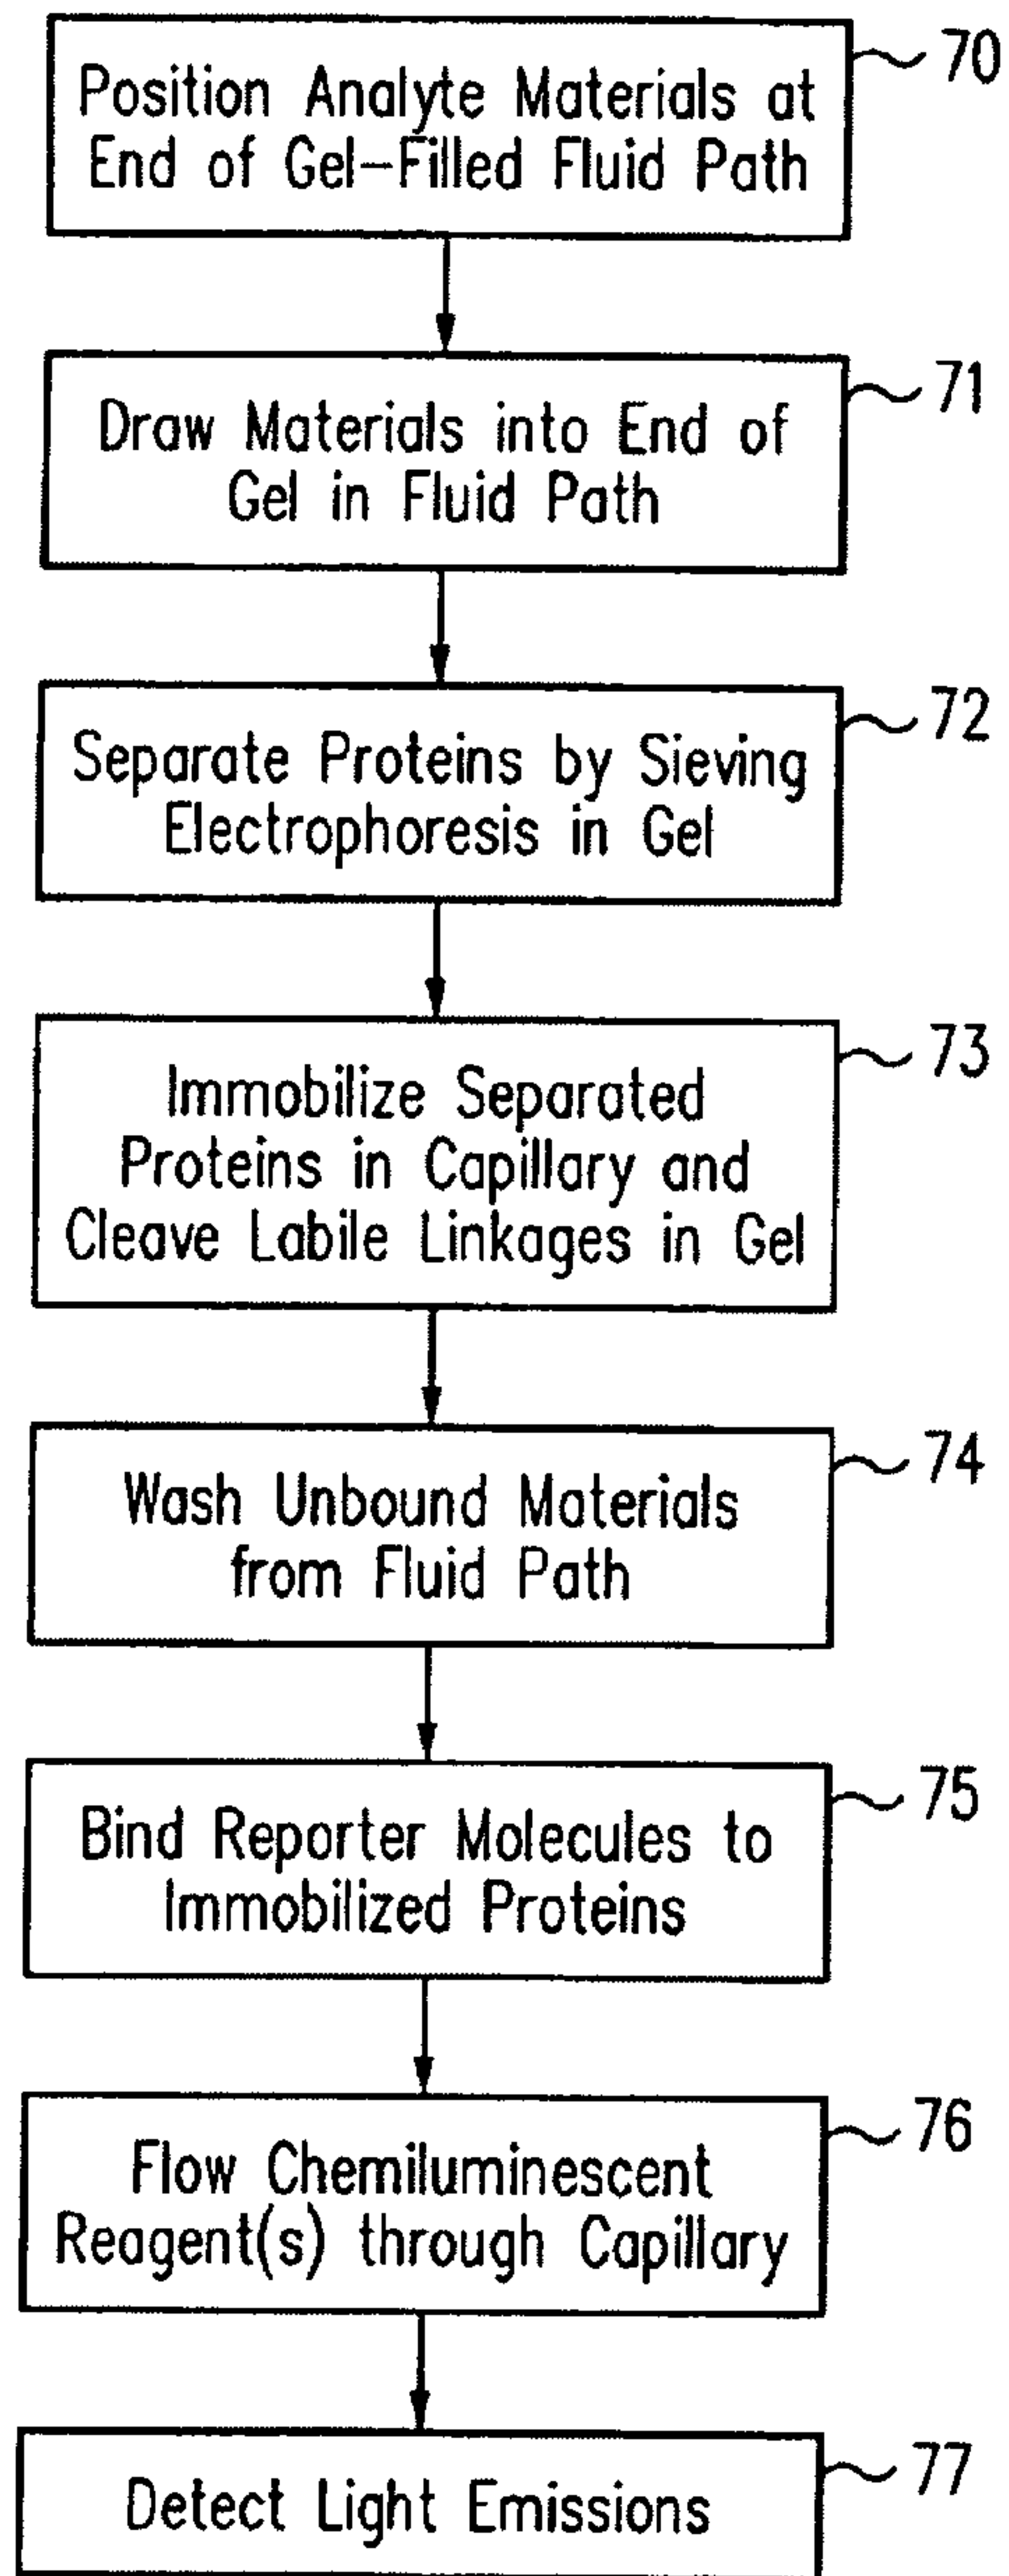 70
Position Analyte Materials at
End of Gel-Filled Fluid Path
71
Draw Materials into End of
Gel in Fluid Path
72
Separate Proteins by Sieving
Electrophoresis in Gel
73
Immobilize Separated
Proteins in Capillary and
Cleave Labile Linkages in Gel
74
Wash Unbound Materials
from Fluid Path
75
Bind Reporter Molecules to
Immobilized Proteins
76
Flow Chemiluminescent
Reagent(s) through Capillary
77
Detect Light Emissions